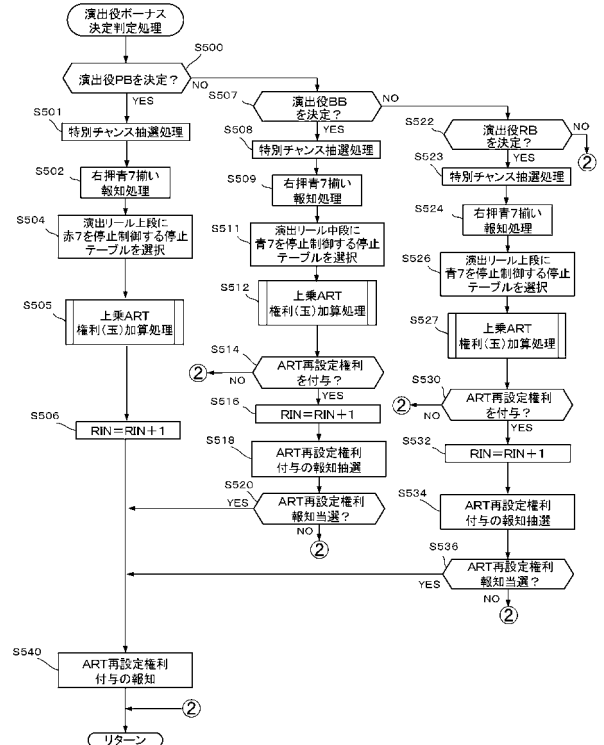 演出役ボーナス
決定判定処理
S500
演出役PBを決定？
NO
YES
S501
特別チャンス抽選処理
S502
右押青7揃い
報知処理
S504
演出リール上段に
赤7を停止制御する停止
テーブルを選択
S505
上乗ART
権利(玉)加算処理
S506
RIN＝RIN＋1
S507
演出役BB
を決定？
NO
YES
S508
特別チャンス抽選処理
S509
右押青7揃い
報知処理
S511
演出リール中段に
青7を停止制御する停止
テーブルを選択
S512
上乗ART
権利(玉)加算処理
S514
ART再設定権利
を付与？
②
NO
YES
S516
RIN＝RIN＋1
S518
ART再設定権利
付与の報知抽選
S520
ART再設定権利
報知当選？
YES
NO
②
S522
演出役RB
を決定？
NO
②
YES
S523
特別チャンス抽選処理
S524
右押青7揃い
報知処理
S526
演出リール上段に
青7を停止制御する停止
テーブルを選択
S527
上乗ART
権利(玉)加算処理
S530
ART再設定権利
を付与？
②
NO
YES
S532
RIN＝RIN＋1
S534
ART再設定権利
付与の報知抽選
S536
ART再設定権利
報知当選？
YES
NO
②
S540
ART再設定権利
付与の報知
②
リターン